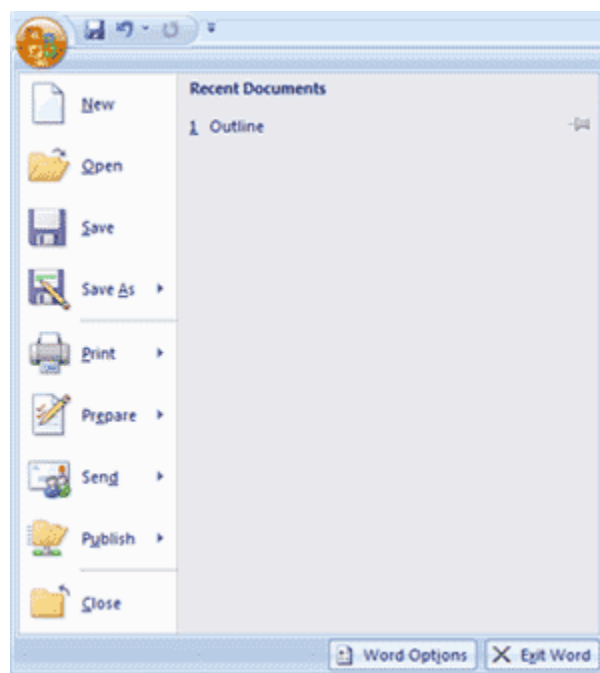 New
Open
Save
Save As
Print
Prepare
Send
Publish
Close
Recent Documents
1 Outline
Word Options
Exit Word